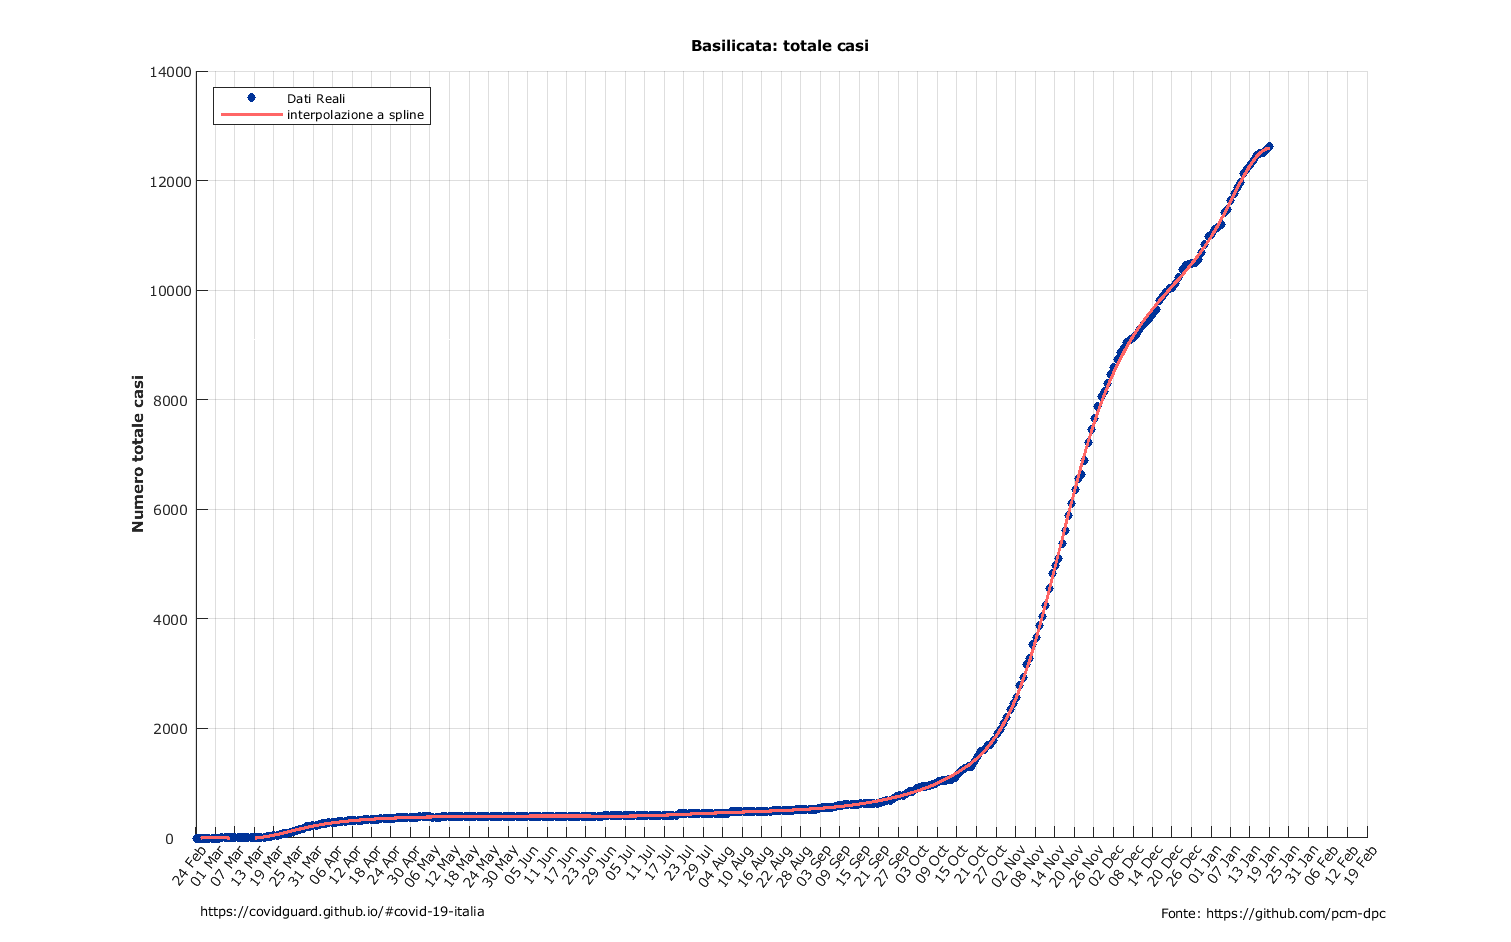 Basilicata: totale casi
Dati Reali
interpolazione a spline
Numero totale casi
14000
12000
10000
8000
6000
4000
2000
0
24 Feb
01 Mar
07 Mar
13 Mar
19 Mar
25 Mar
31 Mar
06 Apr
12 Apr
18 Apr
24 Apr
30 Apr
06 May
12 May
18 May
24 May
30 May
05 Jun
11 Jun
17 Jun
23 Jun
29 Jun
05 Jul
11 Jul
17 Jul
23 Jul
29 Jul
04 Aug
10 Aug
16 Aug
22 Aug
28 Aug
03 Sep
09 Sep
15 Sep
21 Sep
27 Sep
03 Oct
09 Oct
15 Oct
21 Oct
27 Oct
02 Nov
08 Nov
14 Nov
20 Nov
26 Nov
02 Dec
08 Dec
14 Dec
20 Dec
26 Dec
01 Jan
07 Jan
13 Jan
19 Jan
25 Jan
31 Jan
06 Feb
12 Feb
19 Feb
https://covidguard.github.io/#covid-19-italia
Fonte: https://github.com/pcm-dpc